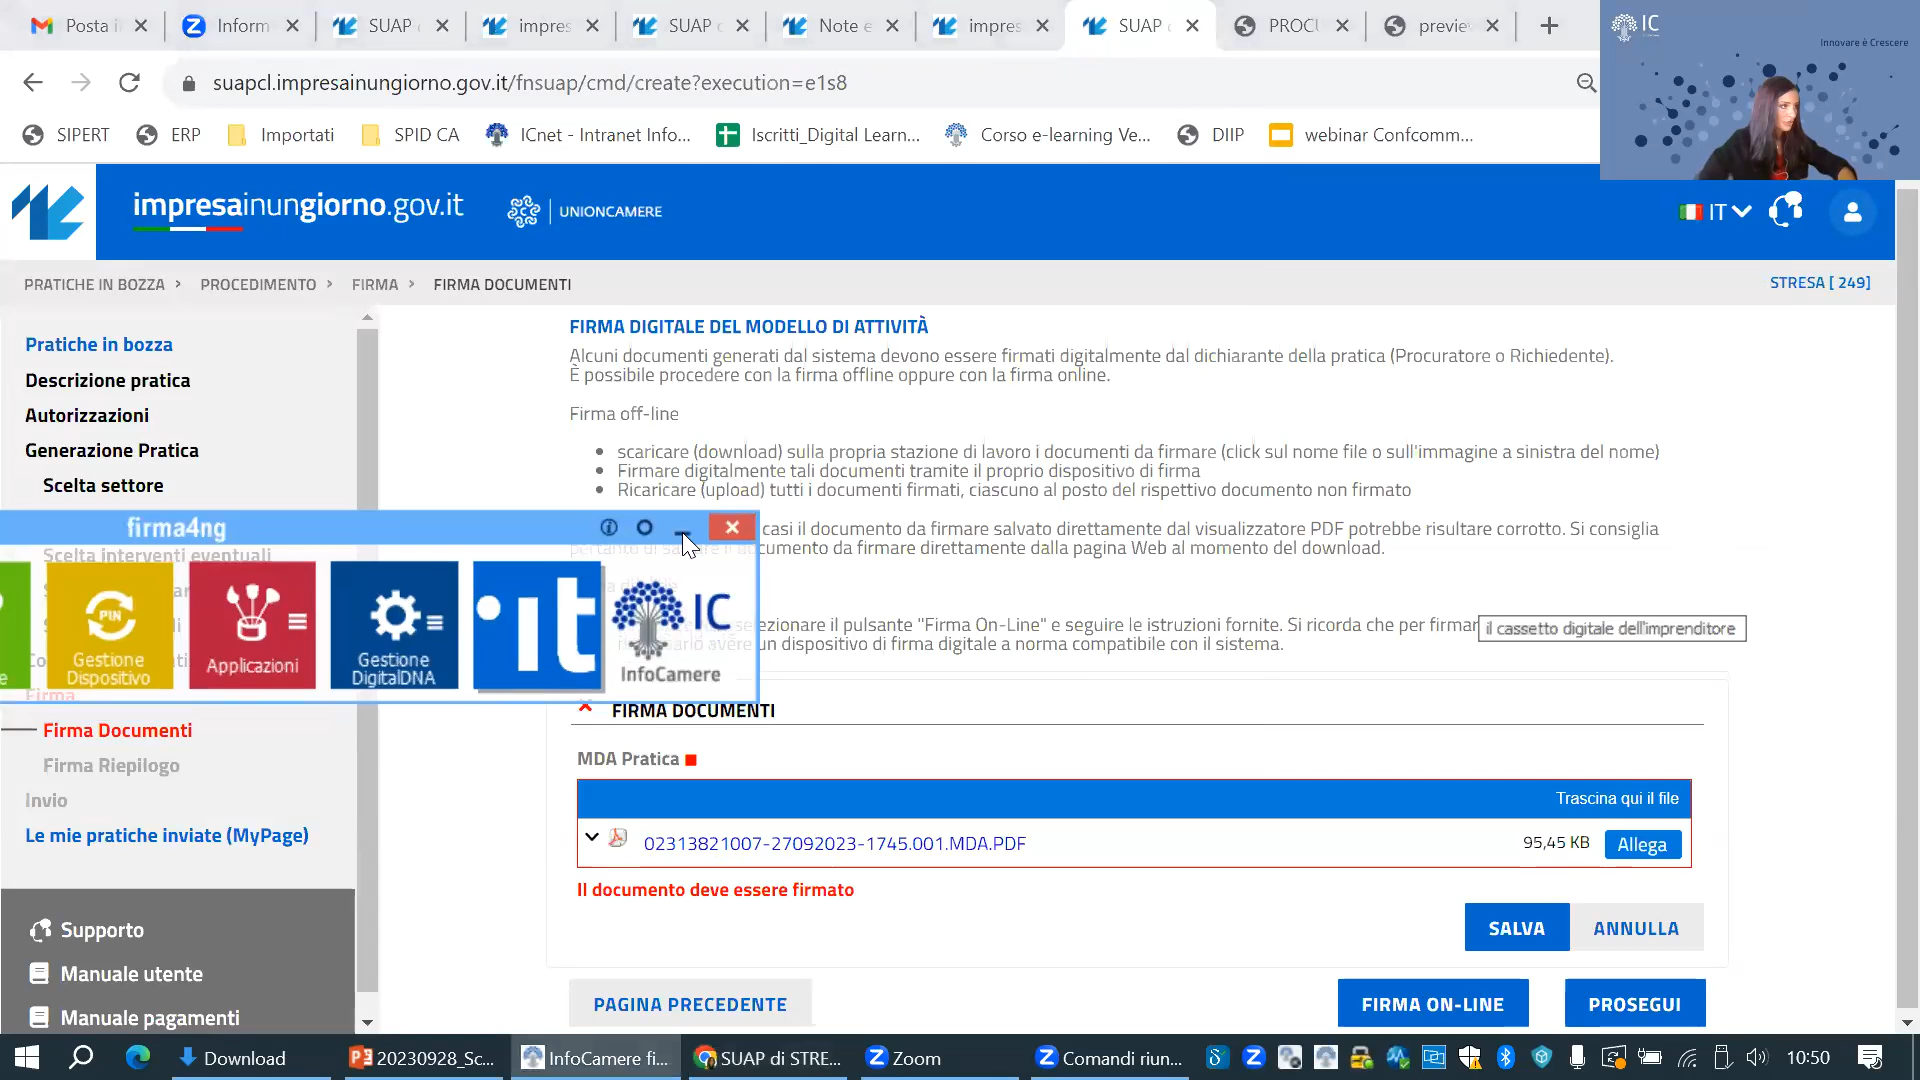 Posta i
Inform
SUAP
impres
SUAP
Note e
impres
SUAP
PROCU
previe
IC
Innovare è Crescere
suapcl.impresainungiorno.gov.it/fnsuap/cmd/create?execution=e1s8
SIPERT
ERP
Importati
SPID CA
ICnet - Intranet Info...
Iscritti_Digital Learn...
Corso e-learning Ve...
DIIP
webinar Confcomm...
impresainungiorno.gov.it
UNIONCAMERE
IT
PRATICHE IN BOZZA
PROCEDIMENTO
FIRMA
FIRMA DOCUMENTI
STRESA [ 249]
Pratiche in bozza
Descrizione pratica
Autorizzazioni
Generazione Pratica
Scelta settore
Scelta interventi eventuali
Firma
Firma Documenti
Firma Riepilogo
Invio
Le mie pratiche inviate (MyPage)
Supporto
Manuale utente
Manuale pagamenti
FIRMA DIGITALE DEL MODELLO DI ATTIVITÀ
Alcuni documenti generati dal sistema devono essere firmati digitalmente dal dichiarante della pratica (Procuratore o Richiedente).
È possibile procedere con la firma offline oppure con la firma online.
Firma off-line
scaricare (download) sulla propria stazione di lavoro i documenti da firmare (click sul nome file o sull'immagine a sinistra del nome)
Firmare digitalmente tali documenti tramite il proprio dispositivo di firma
Ricaricare (upload) tutti i documenti firmati, ciascuno al posto del rispettivo documento non firmato
casi il documento da firmare salvato direttamente dal visualizzatore PDF potrebbe risultare corrotto. Si consiglia
documento da firmare direttamente dalla pagina Web al momento del download.
selezionare il pulsante "Firma On-Line" e seguire le istruzioni fornite. Si ricorda che per firmar
avere un dispositivo di firma digitale a norma compatibile con il sistema.
il cassetto digitale dell'imprenditore
firma4ng
e
PIN
Gestione
Dispositivo
Applicazioni
Gestione
DigitalDNA
it
IC
InfoCamere
FIRMA DOCUMENTI
MDA Pratica
Trascina qui il file
02313821007-27092023-1745.001.MDA.PDF
95,45 KB
Allega
Il documento deve essere firmato
SALVA
ANNULLA
PAGINA PRECEDENTE
FIRMA ON-LINE
PROSEGUI
Download
20230928_Sc...
InfoCamere fi...
SUAP di STRE...
Zoom
Comandi riun...
10:50